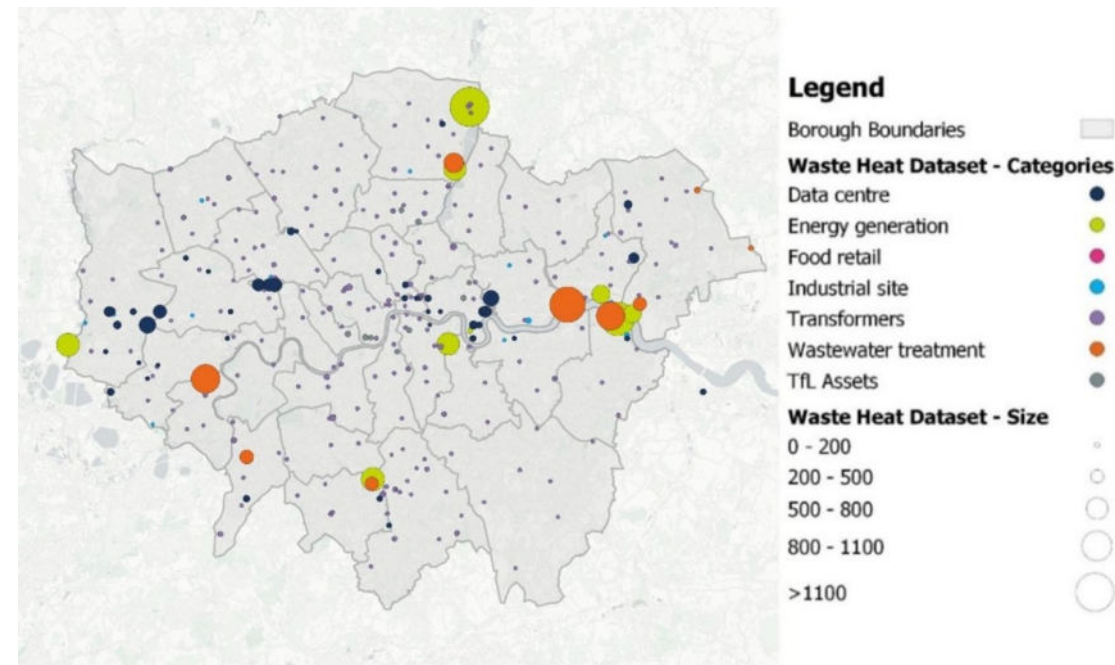 Legend
Borough Boundaries
Waste Heat Dataset - Categories
Data centre
Energy generation
Food retail
Industrial site
Transformers
Wastewater treatment
TfL Assets
Waste Heat Dataset - Size
0 - 200
200 - 500
500 - 800
800 - 1100
>1100